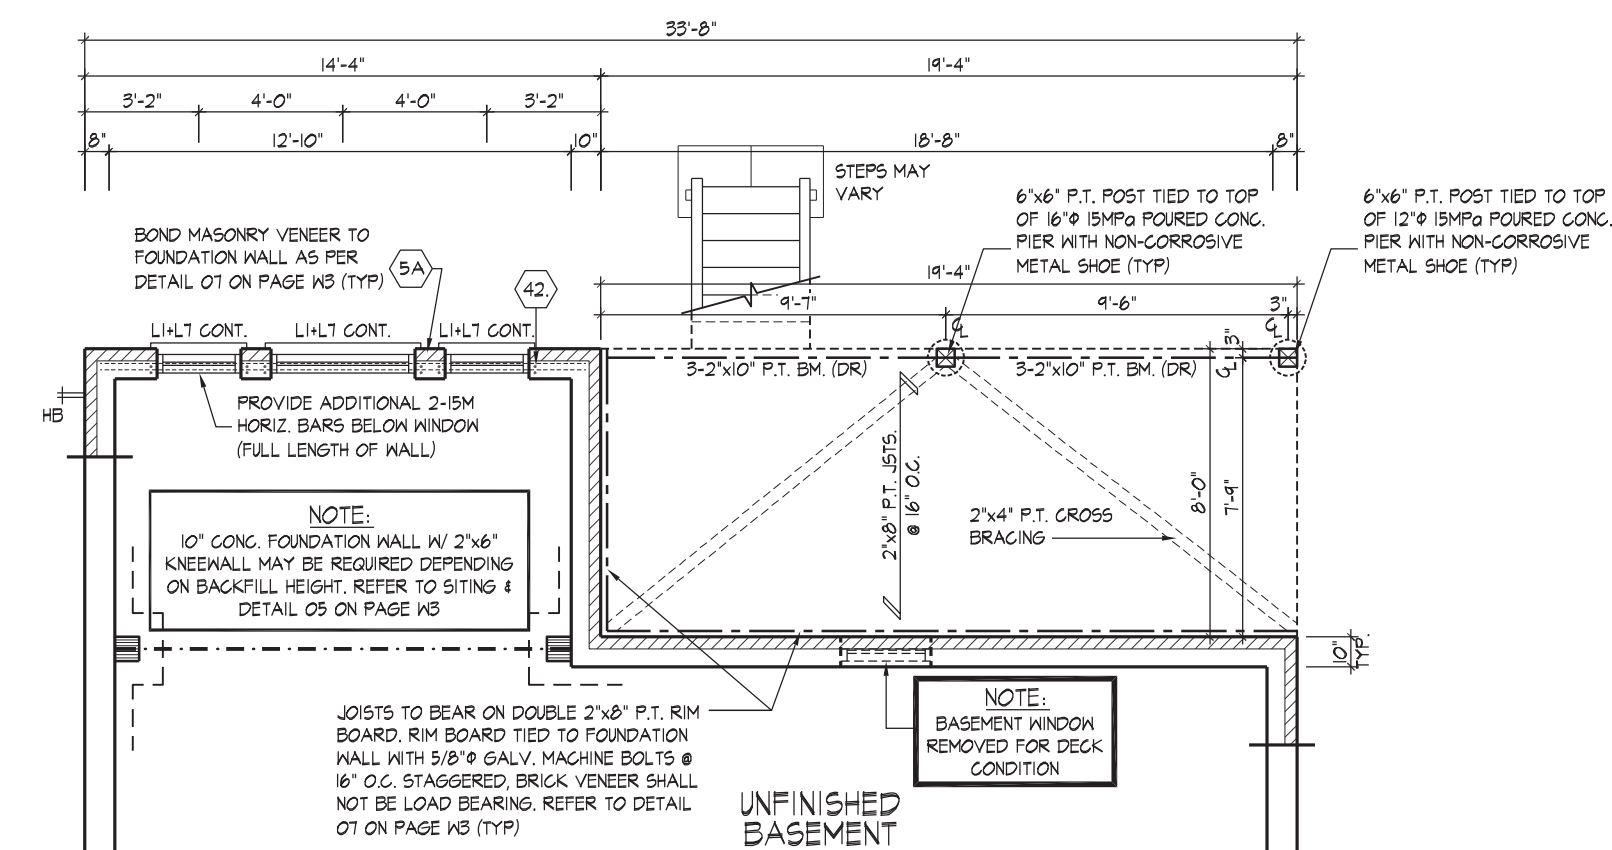 33'-8"
14'-4"
19'-4"
3'-2"
4'-0"
4'-0"
3'-2"
8"
12'-10"
10"
18'-8"
8"
STEPS MAY
VARY
6"x6" P.T. POST TIED TO TOP
OF 16"Φ 15MPa POURED CONC.
PIER WITH NON-CORROSIVE
METAL SHOE (TYP)
6"x6" P.T. POST TIED TO TOP
OF 12"Φ 15MPa POURED CONC.
PIER WITH NON-CORROSIVE
METAL SHOE (TYP)
BOND MASONRY VENEER TO
FOUNDATION WALL AS PER
DETAIL 07 ON PAGE W3 (TYP)
5A
42.
19'-4"
9'-7"
9'-6"
3"
CL
CL
L1+L7 CONT.
L1+L7 CONT.
L1+L7 CONT.
3"
CL
3-2"x10" P.T. BM. (DR)
3-2"x10" P.T. BM. (DR)
HB
PROVIDE ADDITIONAL 2-15M
HORIZ. BARS BELOW WINDOW
(FULL LENGTH OF WALL)
2"x8" P.T. JSTS.
@ 16" O.C.
8'-0"
7'-9"
2"x4" P.T. CROSS
BRACING
NOTE:
10" CONC. FOUNDATION WALL W/ 2"x6"
KNEEWALL MAY BE REQUIRED DEPENDING
ON BACKFILL HEIGHT. REFER TO SITING &
DETAIL 05 ON PAGE W3
10"
TYP.
JOISTS TO BEAR ON DOUBLE 2"x8" P.T. RIM
BOARD. RIM BOARD TIED TO FOUNDATION
WALL WITH 5/8"Φ GALV. MACHINE BOLTS @
16" O.C. STAGGERED, BRICK VENEER SHALL
NOT BE LOAD BEARING. REFER TO DETAIL
07 ON PAGE W3 (TYP)
NOTE:
BASEMENT WINDOW
REMOVED FOR DECK
CONDITION
UNFINISHED
BASEMENT